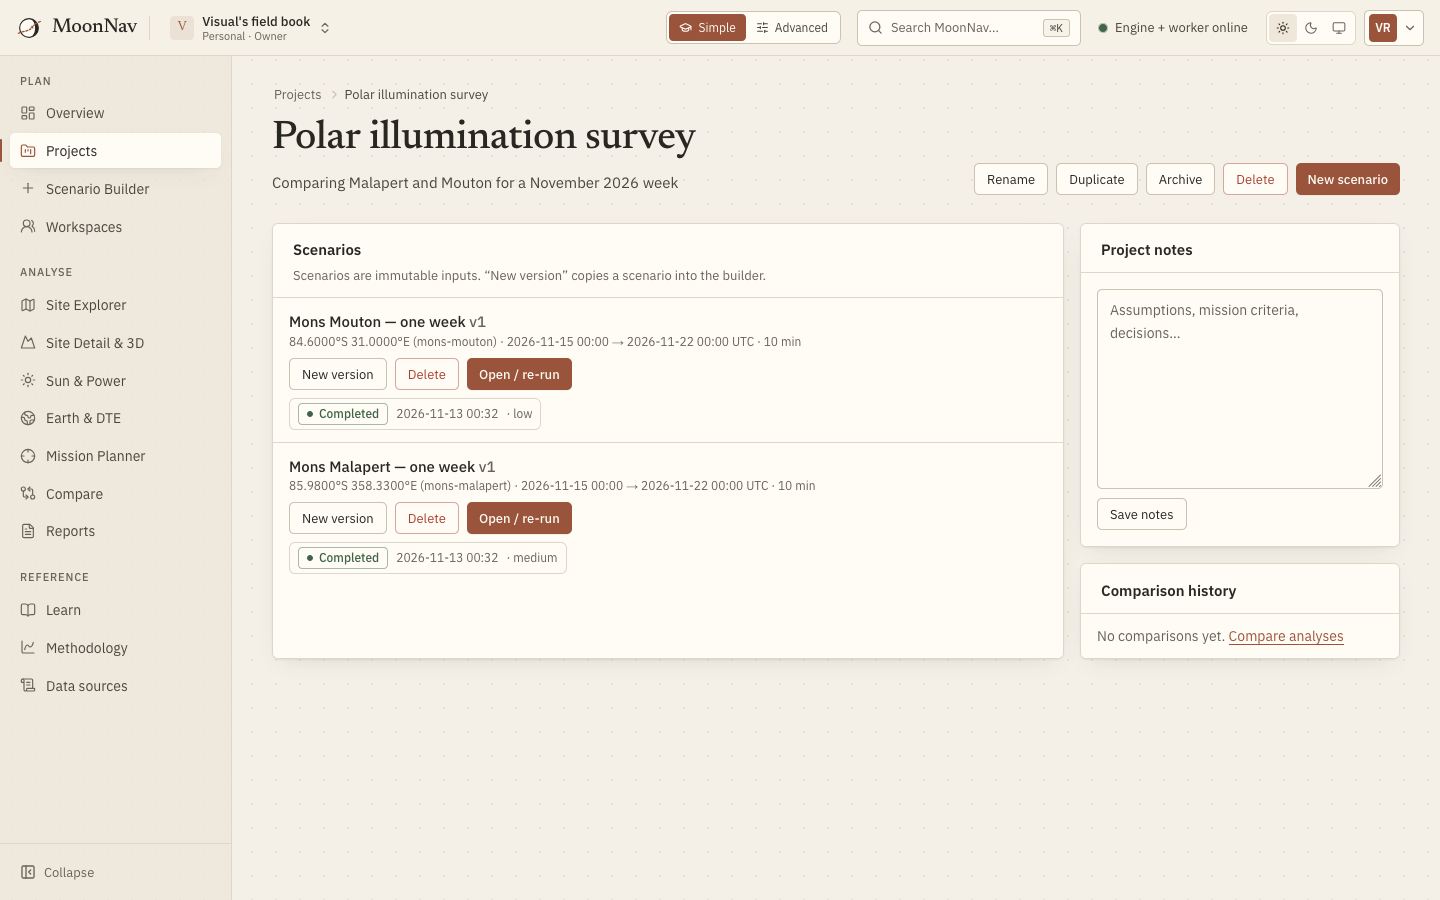 MoonNav
V
Visual's field book
Personal · Owner
Simple
Advanced
Search MoonNav...
⌘K
Engine + worker online
VR
PLAN
Overview
Projects
Scenario Builder
Workspaces
ANALYSE
Site Explorer
Site Detail & 3D
Sun & Power
Earth & DTE
Mission Planner
Compare
Reports
REFERENCE
Learn
Methodology
Data sources
Collapse
Projects > Polar illumination survey
Polar illumination survey
Comparing Malapert and Mouton for a November 2026 week
Rename
Duplicate
Archive
Delete
New scenario
Scenarios
Scenarios are immutable inputs. “New version” copies a scenario into the builder.
Mons Mouton — one week v1
84.6000°S 31.0000°E (mons-mouton) · 2026-11-15 00:00 → 2026-11-22 00:00 UTC · 10 min
New version
Delete
Open / re-run
Completed 2026-11-13 00:32 · low
Mons Malapert — one week v1
85.9800°S 358.3300°E (mons-malapert) · 2026-11-15 00:00 → 2026-11-22 00:00 UTC · 10 min
New version
Delete
Open / re-run
Completed 2026-11-13 00:32 · medium
Project notes
Assumptions, mission criteria,
decisions...
Save notes
Comparison history
No comparisons yet. Compare analyses